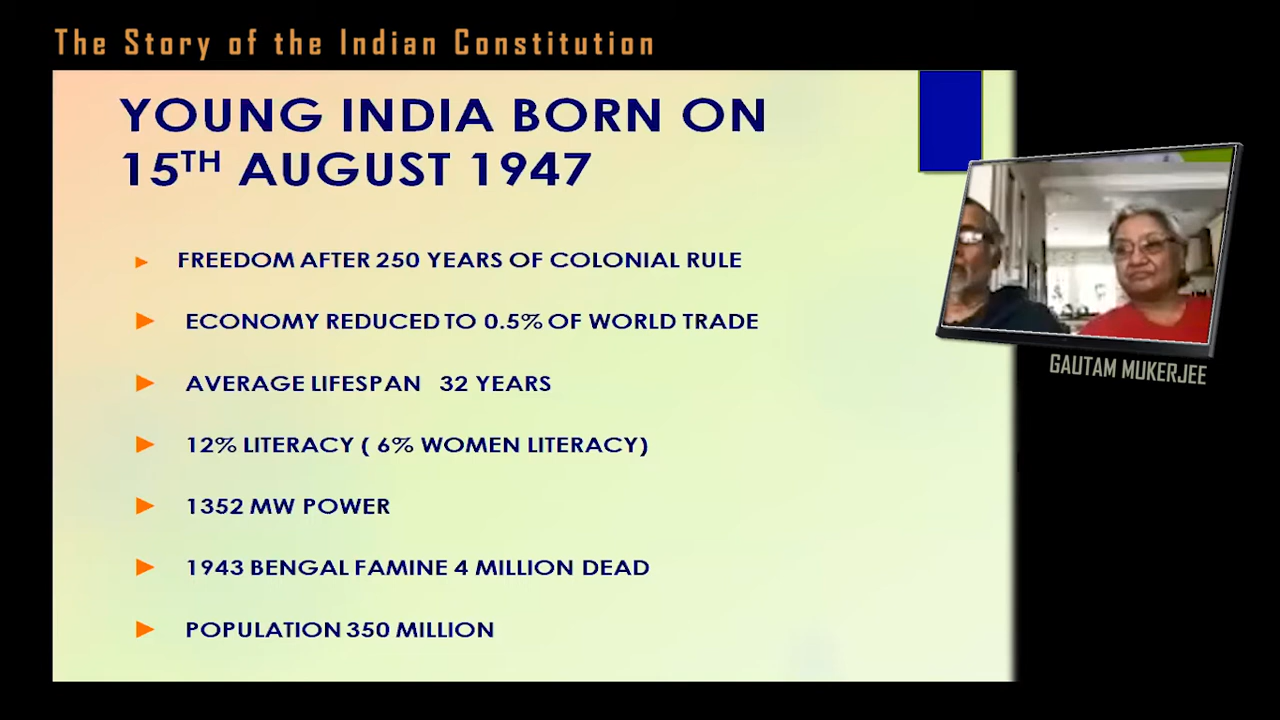 The Story of the Indian Constitution
YOUNG INDIA BORN ON
15TH AUGUST 1947
FREEDOM AFTER 250 YEARS OF COLONIAL RULE
ECONOMY REDUCED TO 0.5% OF WORLD TRADE
AVERAGE LIFESPAN 32 YEARS
12% LITERACY ( 6% WOMEN LITERACY)
1352 MW POWER
1943 BENGAL FAMINE 4 MILLION DEAD
POPULATION 350 MILLION
GAUTAM MUKERJEE